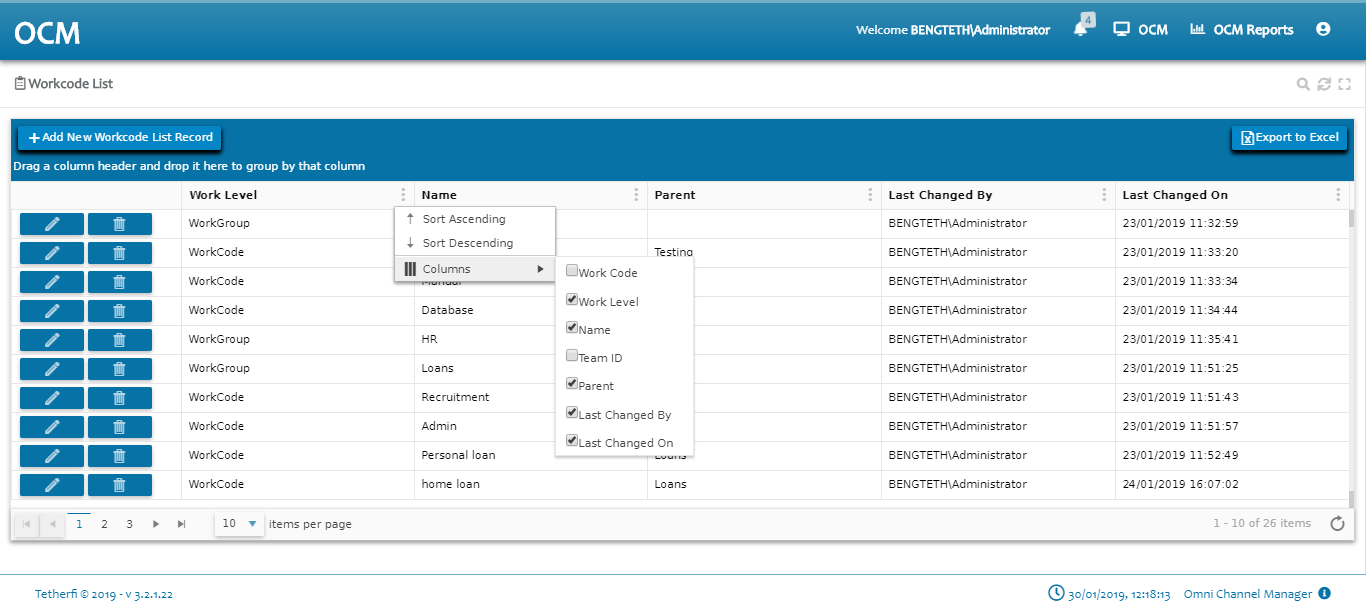 OCM
Welcome BENGTETH\Administrator 4 OCM OCM Reports
Workcode List
+ Add New Workcode List Record Export to Excel
Drag a column header and drop it here to group by that column
Work Level Name Parent Last Changed By Last Changed On
WorkGroup BENGTETH\Administrator 23/01/2019 11:32:59
Sort Ascending
Sort Descending
Columns
WorkCode Testing BENGTETH\Administrator 23/01/2019 11:33:20
WorkCode BENGTETH\Administrator 23/01/2019 11:33:34
WorkCode Database BENGTETH\Administrator 23/01/2019 11:34:44
WorkGroup HR BENGTETH\Administrator 23/01/2019 11:35:41
WorkGroup Loans BENGTETH\Administrator 23/01/2019 11:51:25
WorkCode Recruitment BENGTETH\Administrator 23/01/2019 11:51:43
WorkCode Admin BENGTETH\Administrator 23/01/2019 11:51:57
WorkCode Personal loan Loans BENGTETH\Administrator 23/01/2019 11:52:49
WorkCode home loan Loans BENGTETH\Administrator 24/01/2019 16:07:02
Work Code
Work Level
Name
Team ID
Parent
Last Changed By
Last Changed On
1 2 3 10 items per page 1 - 10 of 26 items
Tetherfi © 2019 - v 3.2.1.22 30/01/2019, 12:18:13 Omni Channel Manager